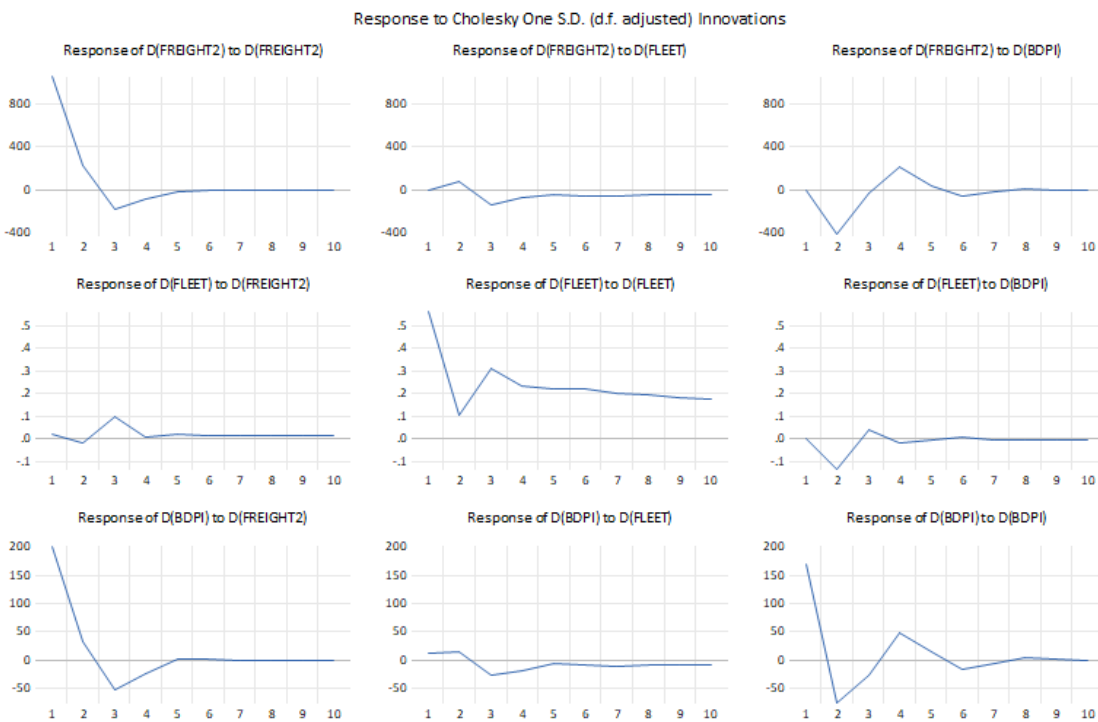 Response to Cholesky One S.D. (d.f. adjusted) Innovations
Response of D(FREIGHT2) to D(FREIGHT2)
800
400
0
-400
1 2 3 4 5 6 7 8 9 10
Response of D(FREIGHT2) to D(FLEET)
800
400
0
-400
1 2 3 4 5 6 7 8 9 10
Response of D(FREIGHT2) to D(BDPI)
800
400
0
-400
1 2 3 4 5 6 7 8 9 10
Response of D(FLEET) to D(FREIGHT2)
.5
.4
.3
.2
.1
.0
-.1
1 2 3 4 5 6 7 8 9 10
Response of D(FLEET) to D(FLEET)
.5
.4
.3
.2
.1
.0
-.1
1 2 3 4 5 6 7 8 9 10
Response of D(FLEET) to D(BDPI)
.5
.4
.3
.2
.1
.0
-.1
1 2 3 4 5 6 7 8 9 10
Response of D(BDPI) to D(FREIGHT2)
200
150
100
50
0
-50
1 2 3 4 5 6 7 8 9 10
Response of D(BDPI) to D(FLEET)
200
150
100
50
0
-50
1 2 3 4 5 6 7 8 9 10
Response of D(BDPI) to D(BDPI)
200
150
100
50
0
-50
1 2 3 4 5 6 7 8 9 10